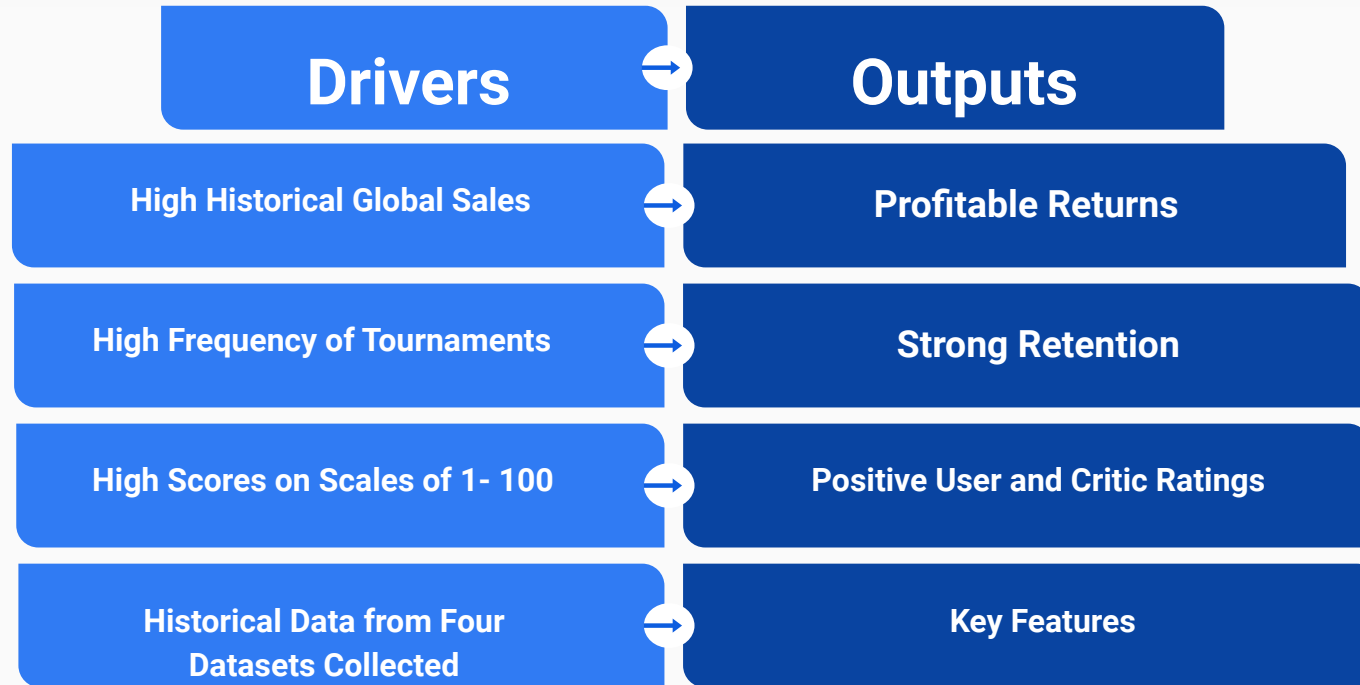 Drivers
Outputs
High Historical Global Sales
Profitable Returns
High Frequency of Tournaments
Strong Retention
High Scores on Scales of 1- 100
Positive User and Critic Ratings
Historical Data from Four
Datasets Collected
Key Features